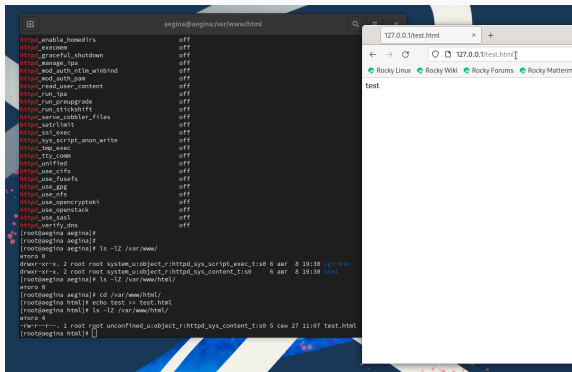 aegina@aegina:/var/www/html
httpd_enable_homedirs off
httpd_execmem off
httpd_graceful_shutdown off
httpd_manage_ipa off
httpd_mod_auth_ntlm_winbind off
httpd_mod_auth_pam off
httpd_read_user_content off
httpd_run_ipa off
httpd_run_preupgrade off
httpd_run_stickshift off
httpd_serve_cobbler_files off
httpd_setrlimit off
httpd_ssi_exec off
httpd_sys_script_anon_write off
httpd_tmp_exec off
httpd_tty_comm off
httpd_unified off
httpd_use_cifs off
httpd_use_fusefs off
httpd_use_gpg off
httpd_use_nfs off
httpd_use_opencryptoki off
httpd_use_openstack off
httpd_use_sasl off
httpd_verify_dns off
[root@aegina aegina]#
[root@aegina aegina]#
[root@aegina aegina]# ls -lZ /var/www/
итого 0
drwxr-xr-x. 2 root root system_u:object_r:httpd_sys_script_exec_t:s0 6 авг 8 19:30 cgi-bin
drwxr-xr-x. 2 root root system_u:object_r:httpd_sys_content_t:s0 6 авг 8 19:30 html
[root@aegina aegina]# ls -lZ /var/www/html/
итого 0
[root@aegina aegina]# cd /var/www/html/
[root@aegina html]# echo test >> test.html
[root@aegina html]# ls -lZ /var/www/html/
итого 4
-rw-r--r--. 1 root root unconfined_u:object_r:httpd_sys_content_t:s0 5 сен 27 11:07 test.html
[root@aegina html]#
127.0.0.1/test.html
127.0.0.1/test.html
Rocky Linux Rocky Wiki Rocky Forums Rocky Matterm
test